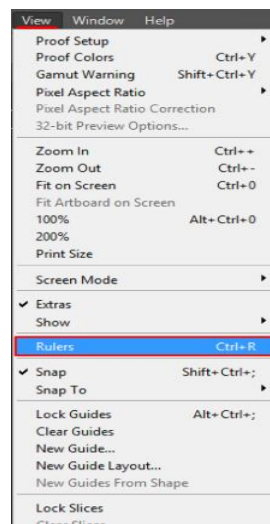 View Window Help
Proof Setup
Proof Colors Ctrl+Y
Gamut Warning Shift+Ctrl+Y
Pixel Aspect Ratio
Pixel Aspect Ratio Correction
32-bit Preview Options...
Zoom In Ctrl++
Zoom Out Ctrl+-
Fit on Screen Ctrl+0
Fit Artboard on Screen
100% Alt+Ctrl+0
200%
Print Size
Screen Mode
Extras
Show
Rulers Ctrl+R
Snap Shift+Ctrl+;
Snap To
Lock Guides Alt+Ctrl+;
Clear Guides
New Guide...
New Guide Layout...
New Guides From Shape
Lock Slices
Clear Slices